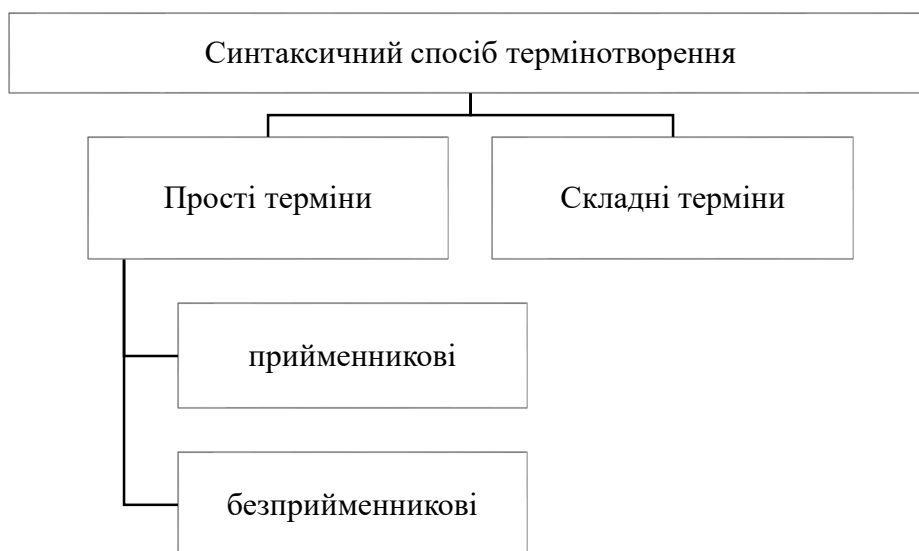 Синтаксичний спосіб термінотворення
Прості терміни
Складні терміни
прийменникові
безприйменникові